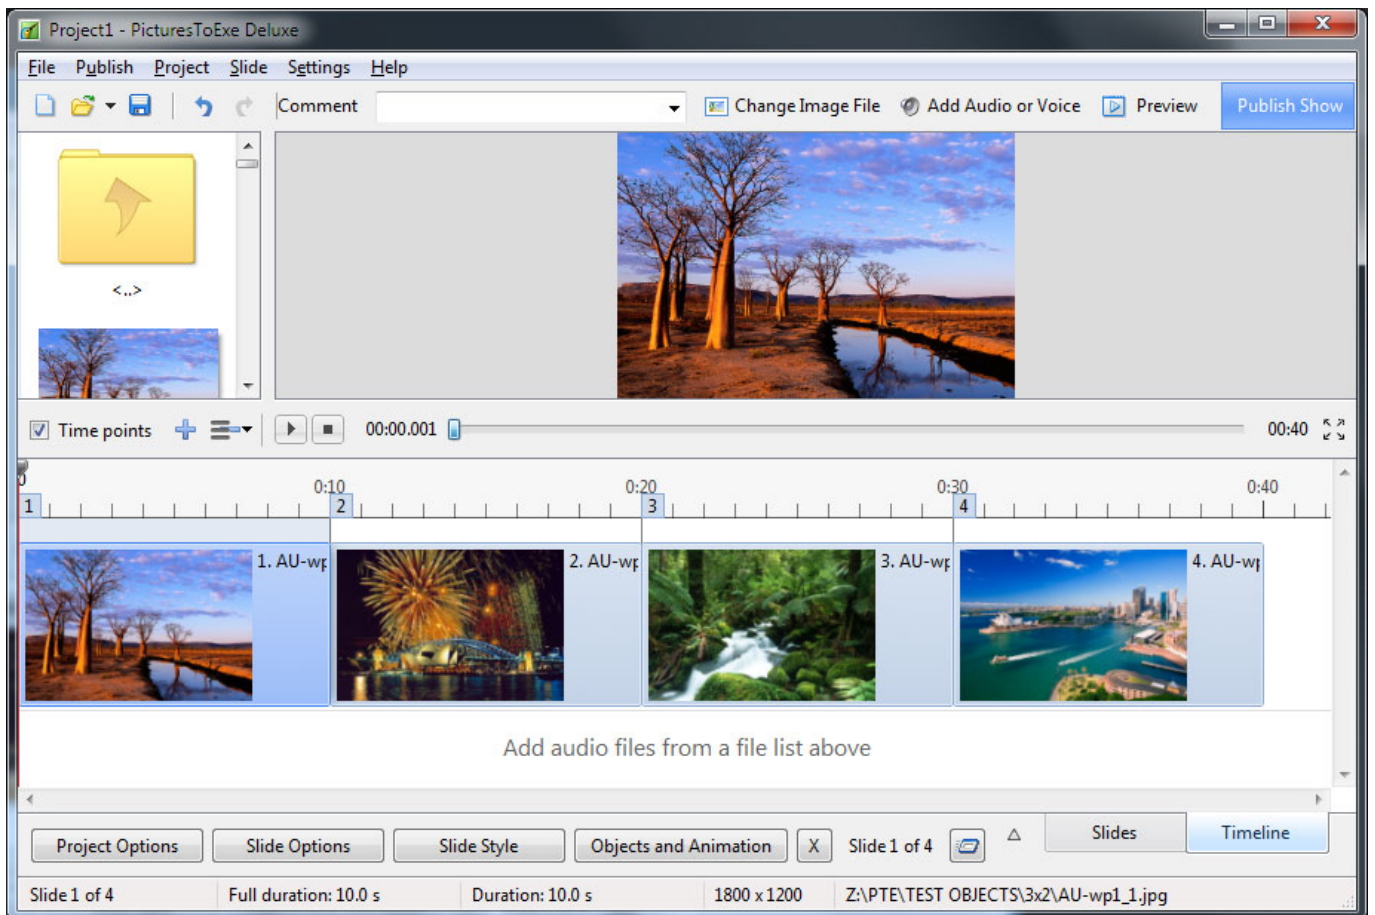 Project1 - PicturesToExe Deluxe
File Publish Project Slide Settings Help
Comment Change Image File Add Audio or Voice Preview Publish Show
<..>
Time points 00:00.001 00:40
0 0:10 0:20 0:30 0:40
1 2 3 4
1. AU-wp 2. AU-wp 3. AU-wp 4. AU-wp
Add audio files from a file list above
Project Options Slide Options Slide Style Objects and Animation X Slide 1 of 4 Slides Timeline
Slide 1 of 4 Full duration: 10.0 s Duration: 10.0 s 1800 x 1200 Z:\PTE\TEST OBJECTS\3x2\AU-wp1_1.jpg